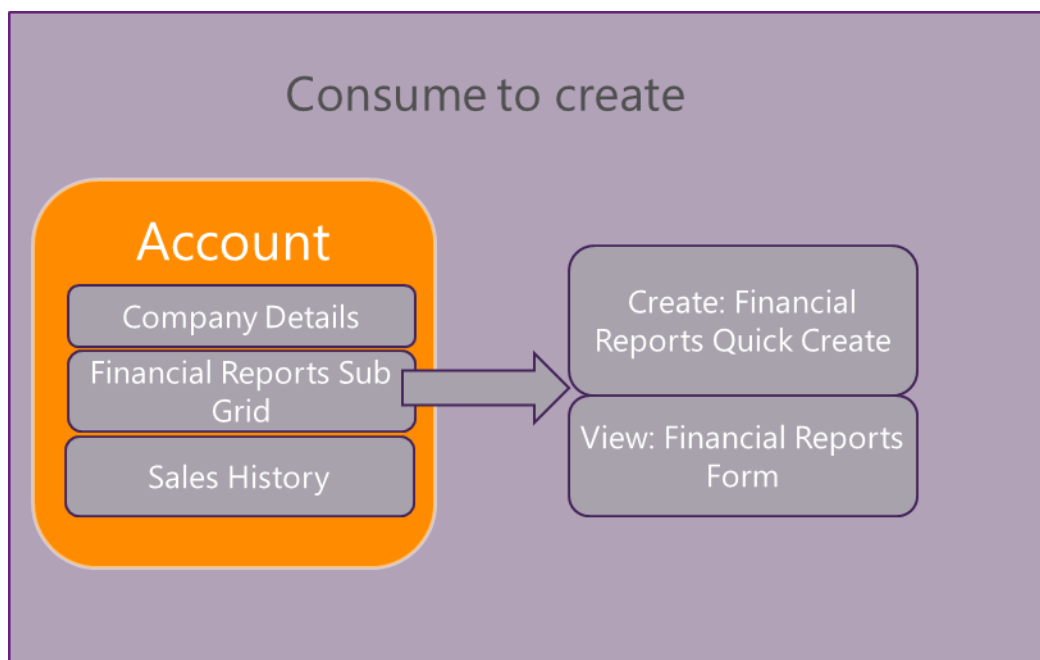 Consume to create
Account
Company Details
Financial Reports Sub
Grid
Sales History
Create: Financial
Reports Quick Create
View: Financial Reports
Form